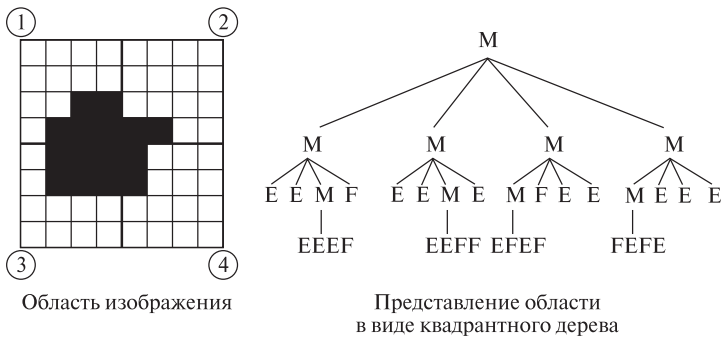 1 2
M
M M M M
E E M F E E M E M F E E M E E E
EEEF EEFF EFEF FEFE
3 4
Область изображения
Представление области
в виде квадрантного дерева